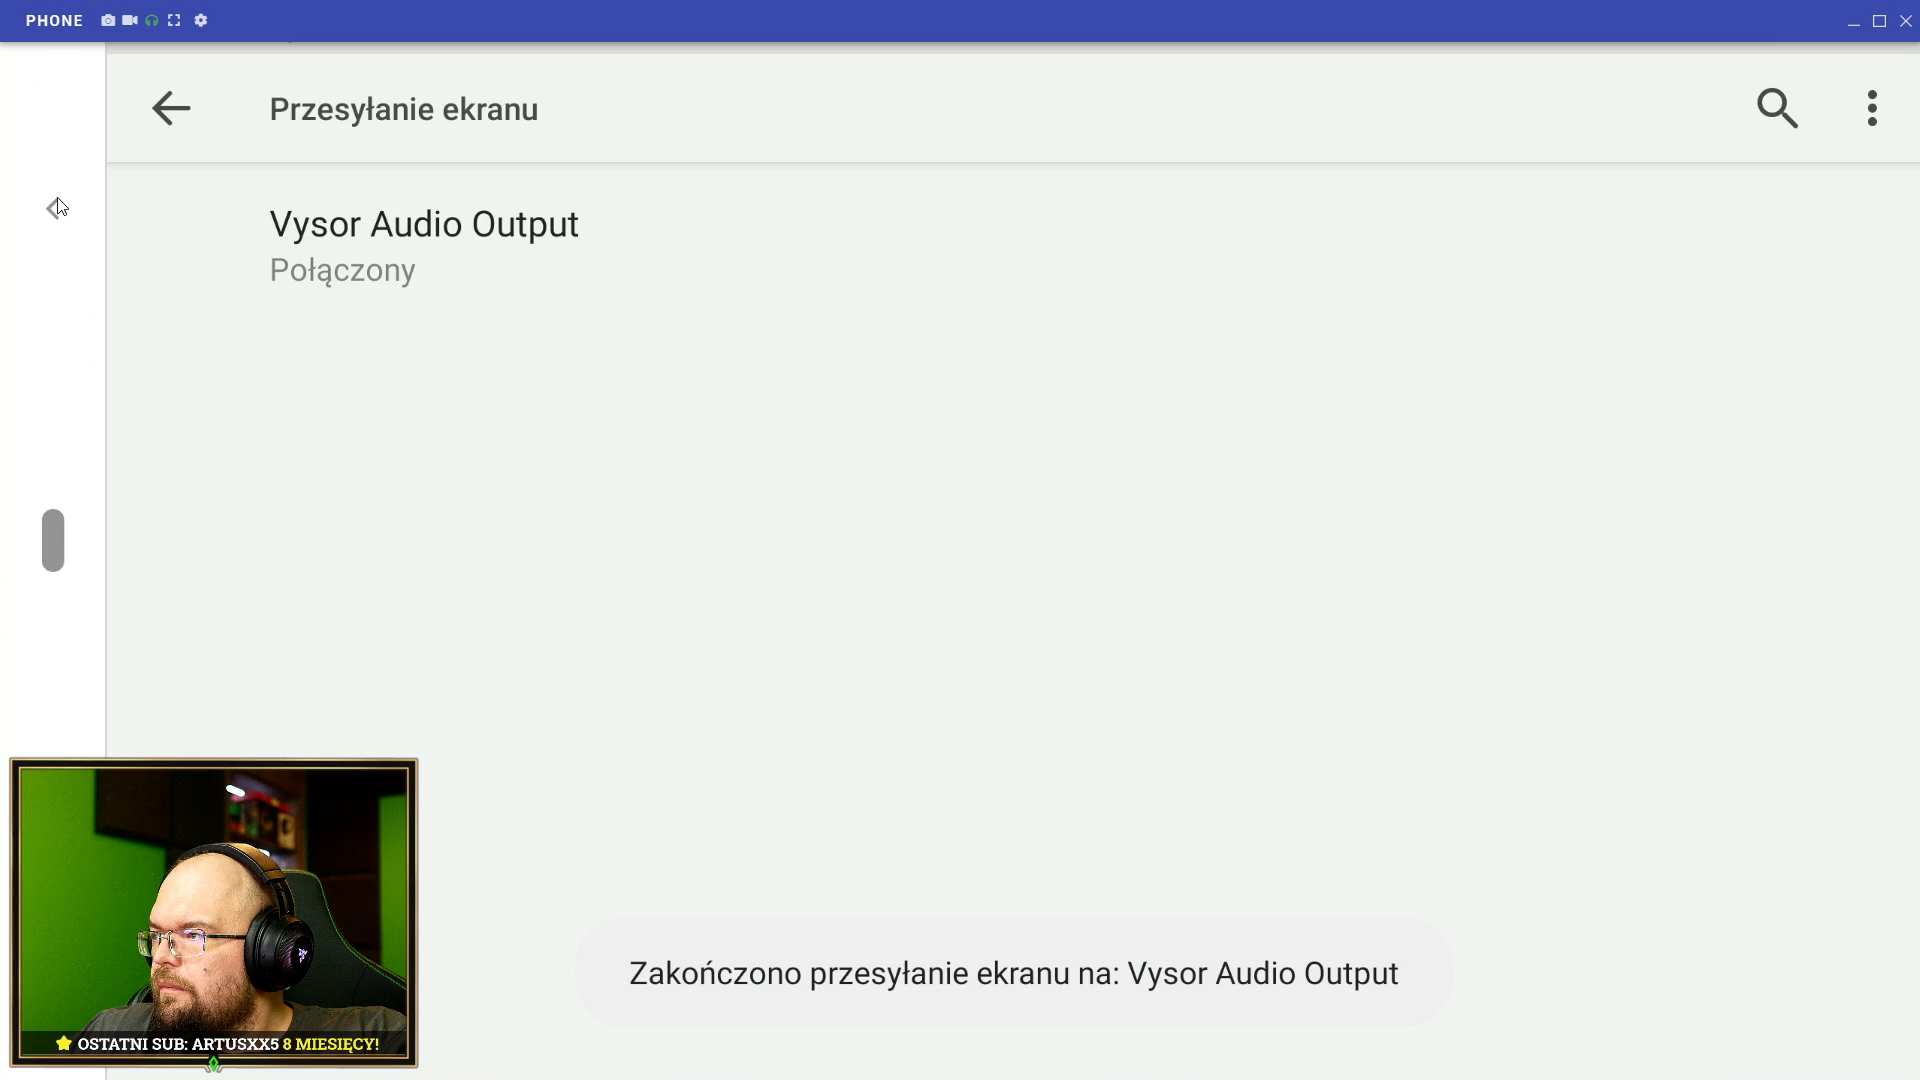 PHONE
Przesyłanie ekranu
Vysor Audio Output
Połączony
Zakończono przesyłanie ekranu na: Vysor Audio Output
OSTATNI SUB: ARTUSXX5 8 MIESIĘCY!